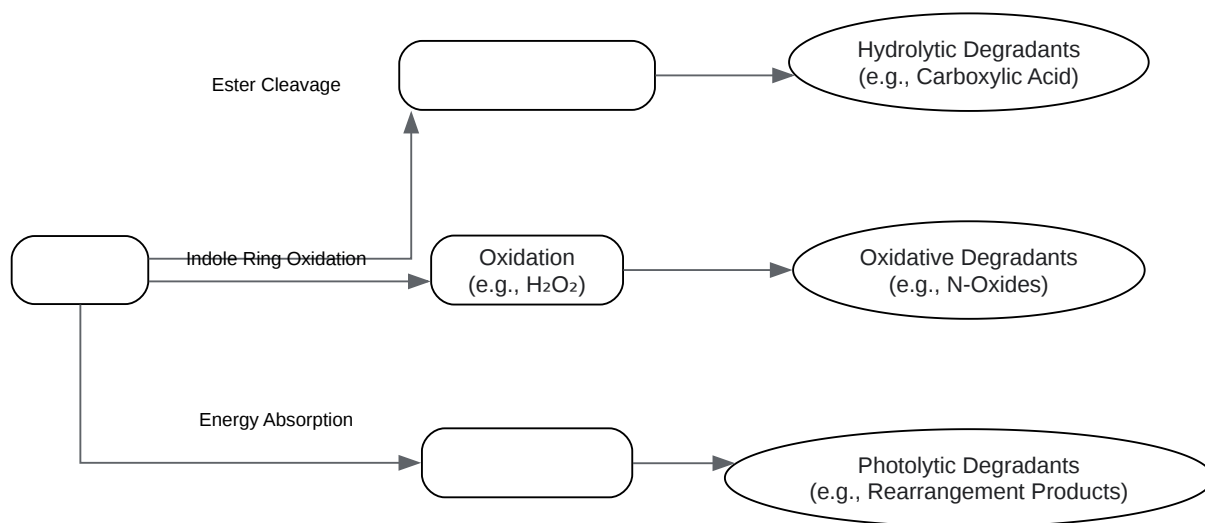 Ester Cleavage
Hydrolytic Degradants
(e.g., Carboxylic Acid)
Indole Ring Oxidation
Oxidation
(e.g., H₂O₂)
Oxidative Degradants
(e.g., N-Oxides)
Energy Absorption
Photolytic Degradants
(e.g., Rearrangement Products)